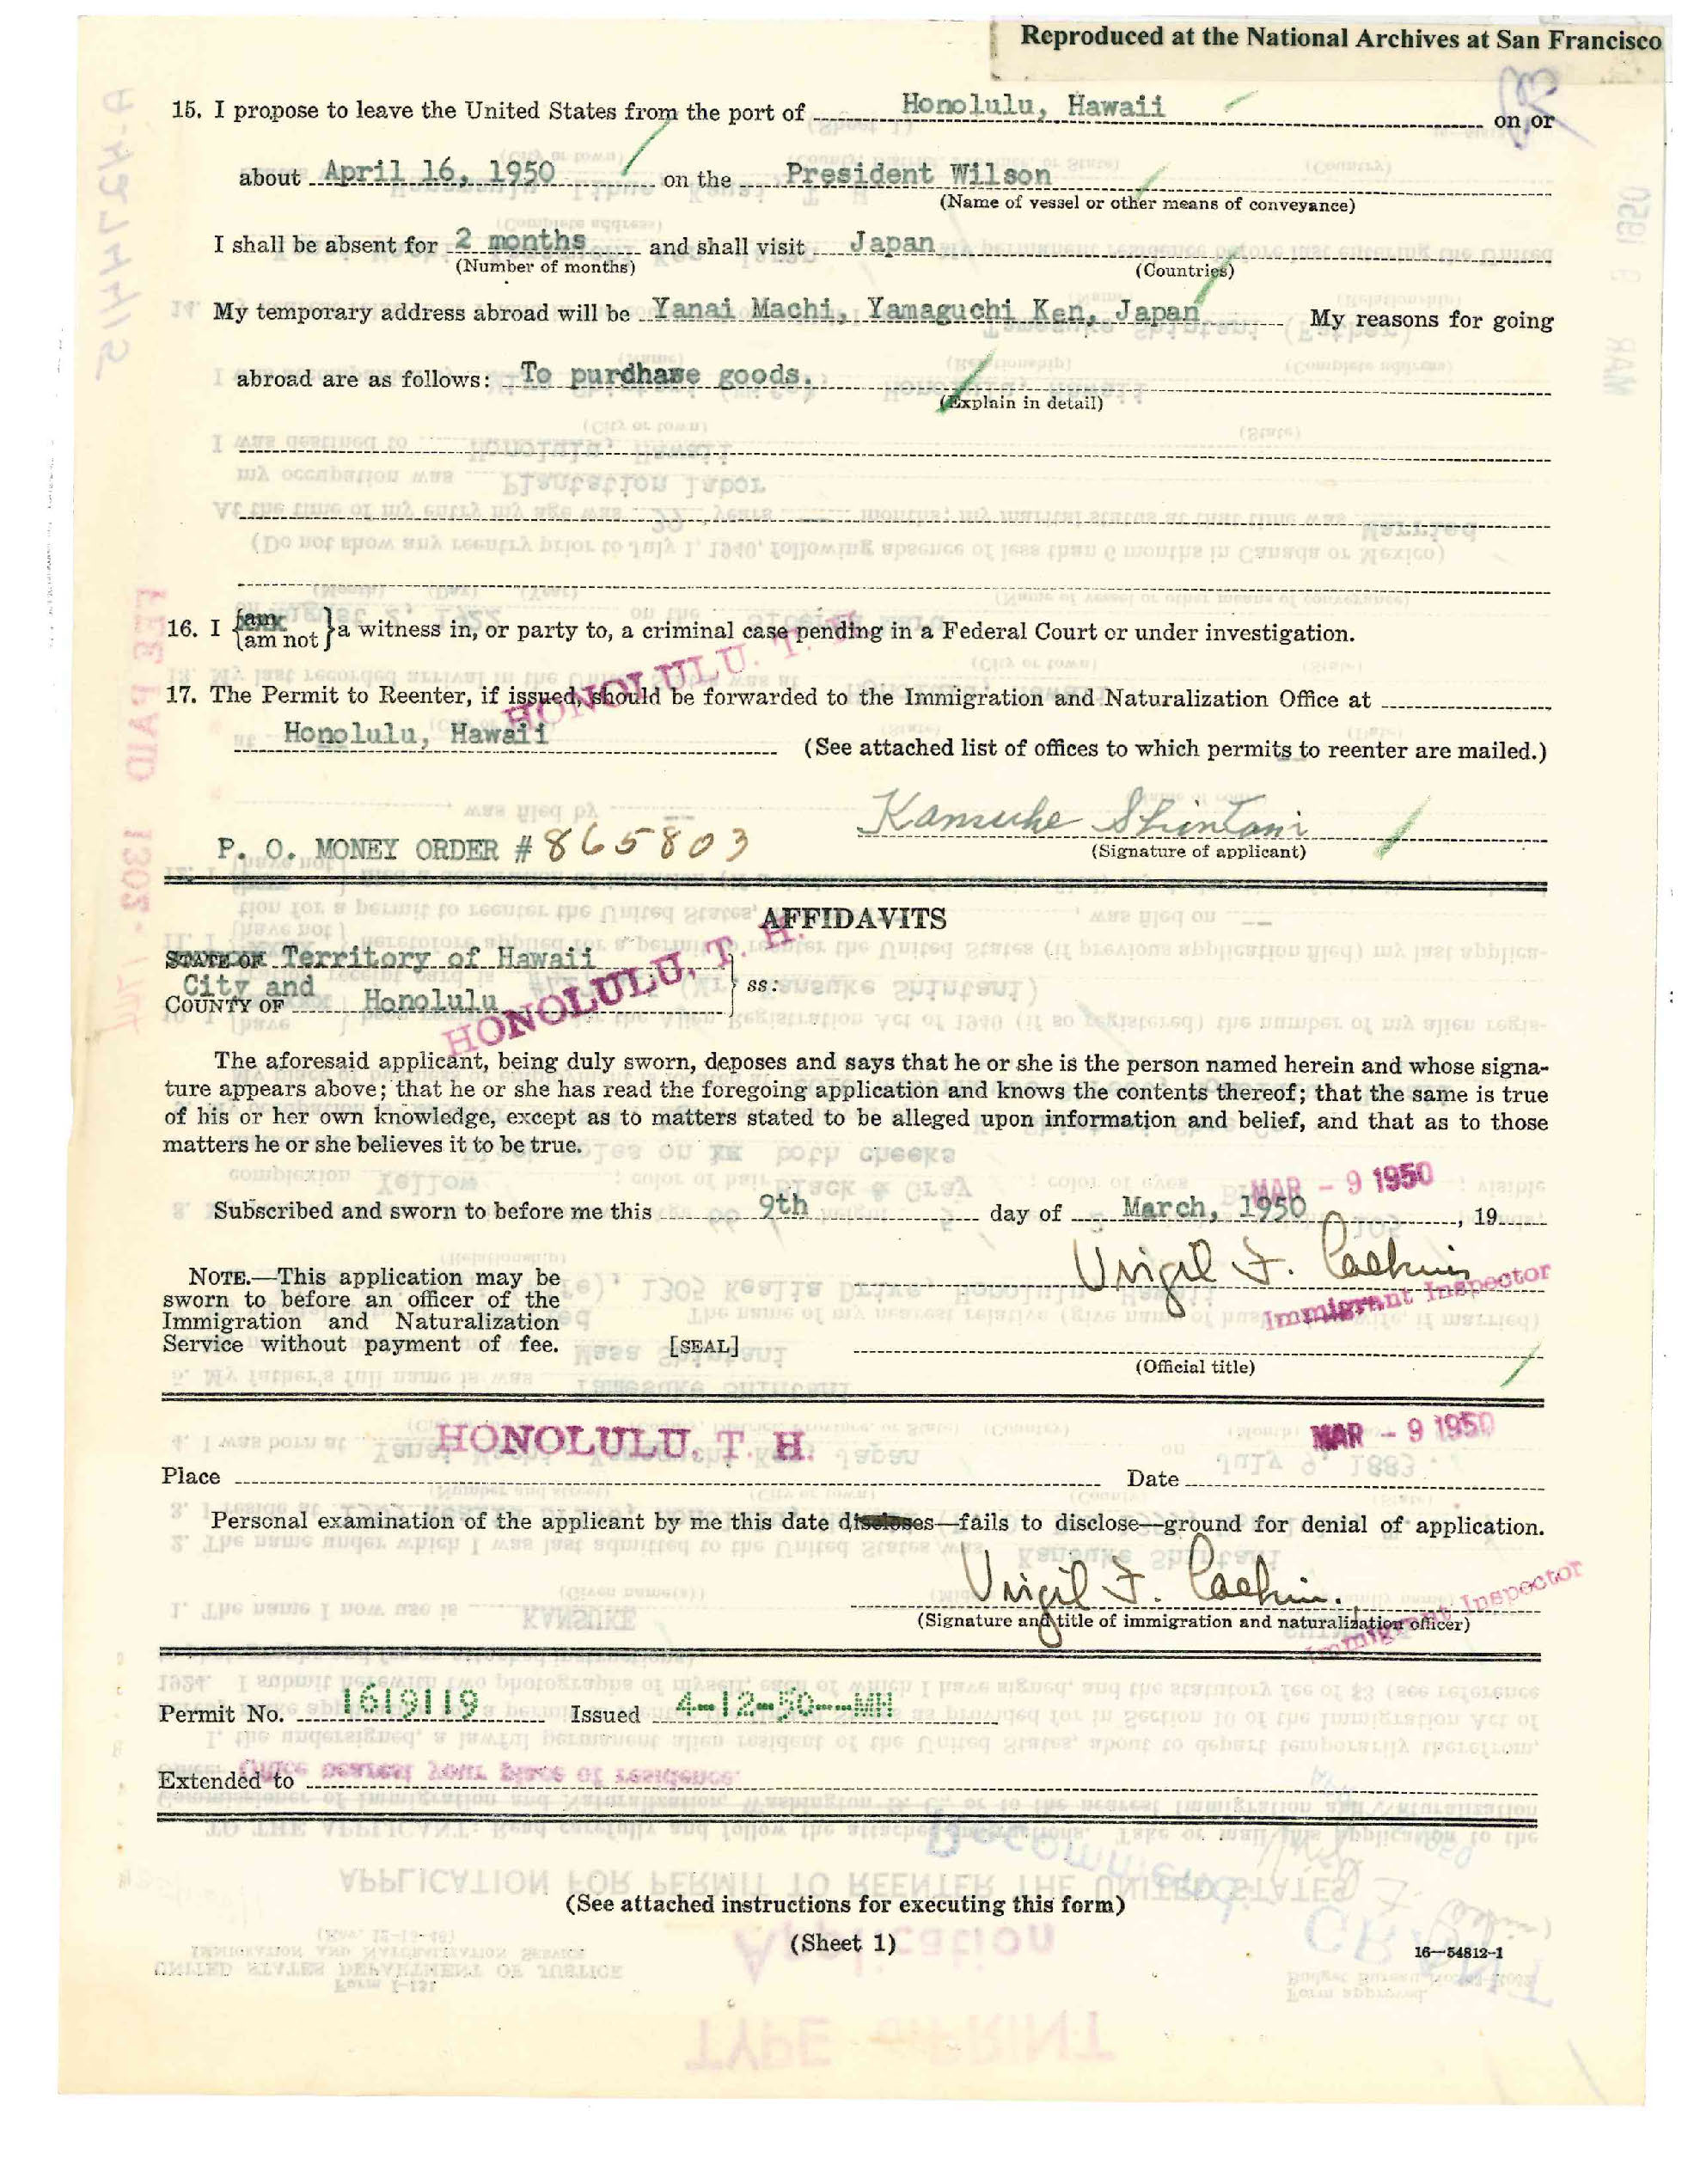 Reproduced at the National Archives at San Francisco
15. I propose to leave the United States from the port of Honolulu, Hawaii on or
about April 16, 1950 on the President Wilson
(Name of vessel or other means of conveyance)
I shall be absent for 2 months and shall visit Japan
(Number of months) (Countries)
My temporary address abroad will be Yanai Machi, Yamaguchi Ken, Japan My reasons for going
abroad are as follows: To purdhase goods.
(Explain in detail)
16. I {am am not} a witness in, or party to, a criminal case pending in a Federal Court or under investigation.
HONOLULU. T. H.
17. The Permit to Reenter, if issued, should be forwarded to the Immigration and Naturalization Office at
Honolulu, Hawaii (See attached list of offices to which permits to reenter are mailed.)
Kansuke Shintani
P. O. MONEY ORDER # 865803 (Signature of applicant)
AFFIDAVITS
STATE OF Territory of Hawaii
City and
COUNTY OF Honolulu ss:
HONOLULU, T. H.
The aforesaid applicant, being duly sworn, deposes and says that he or she is the person named herein and whose signa-
ture appears above; that he or she has read the foregoing application and knows the contents thereof; that the same is true
of his or her own knowledge, except as to matters stated to be alleged upon information and belief, and that as to those
matters he or she believes it to be true.
MAR - 9 1950
Subscribed and sworn to before me this 9th day of March, 1950, 19
Virgil F.
Immigrant Inspector
NOTE.—This application may be
sworn to before an officer of the
Immigration and Naturalization
Service without payment of fee. [SEAL]
(Official title)
HONOLULU, T. H. MAR - 9 1950
Place Date
Personal examination of the applicant by me this date discloses—fails to disclose—ground for denial of application.
Virgil F.
Immigrant Inspector
(Signature and title of immigration and naturalization officer)
Permit No. 1619119 Issued 4-12-50--MH
Extended to
(See attached instructions for executing this form)
(Sheet 1)
16—54812-1